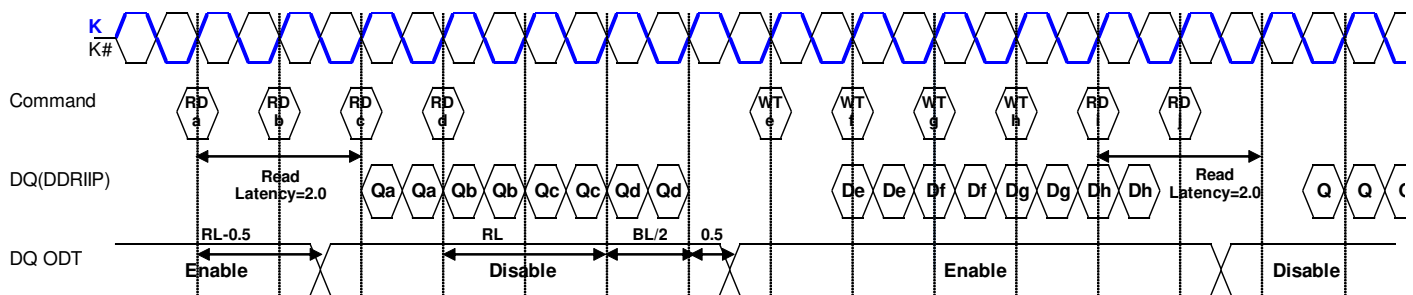 K
K#
Command
RD a
RD b
RD c
RD d
WT e
WT f
WT g
WT h
RD i
RD j
DQ(DDRIIP)
Read
Latency=2.0
Qa Qa Qb Qb Qc Qc Qd Qd
De De Df Df Dg Dg Dh Dh
Read
Latency=2.0
Q Q
DQ ODT
RL-0.5
RL
BL/2
0.5
Enable
Disable
Enable
Disable